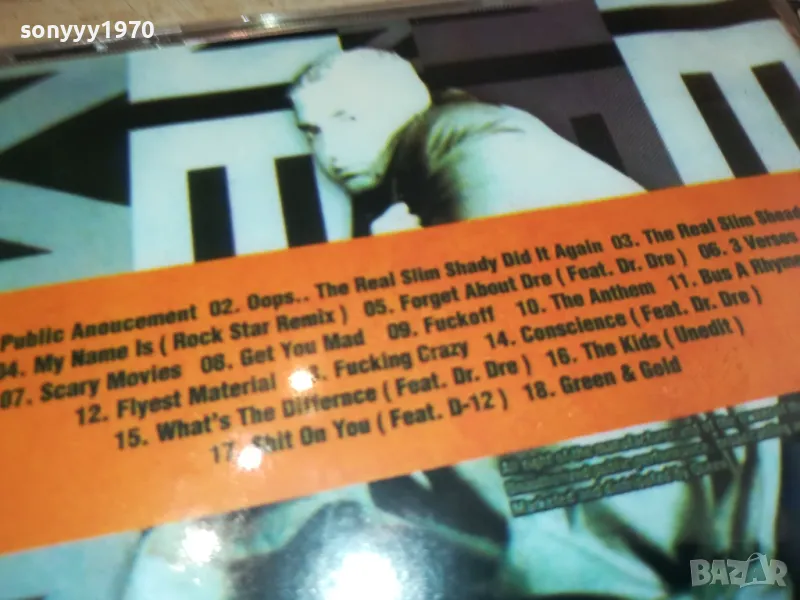 sonyyy1970
Public Anoucement 02. Oops.. The Real Slim Shady Did It Again 03. The Real Slim Shady
04. My Name Is ( Rock Star Remix ) 05. Forget About Dre ( Feat. Dr. Dre ) 06. 3 Verses
07. Scary Movies 08. Get You Mad 09. Fuckoff 10. The Anthem 11. Bus A Rhyme
12. Flyest Material Fucking Crazy 14. Conscience ( Feat. Dr. Dre )
15. What's The Differnce ( Feat. Dr. Dre ) 16. The Kids ( Unedit )
17. Shit On You ( Feat. D-12 ) 18. Green & Gold
BAZAR